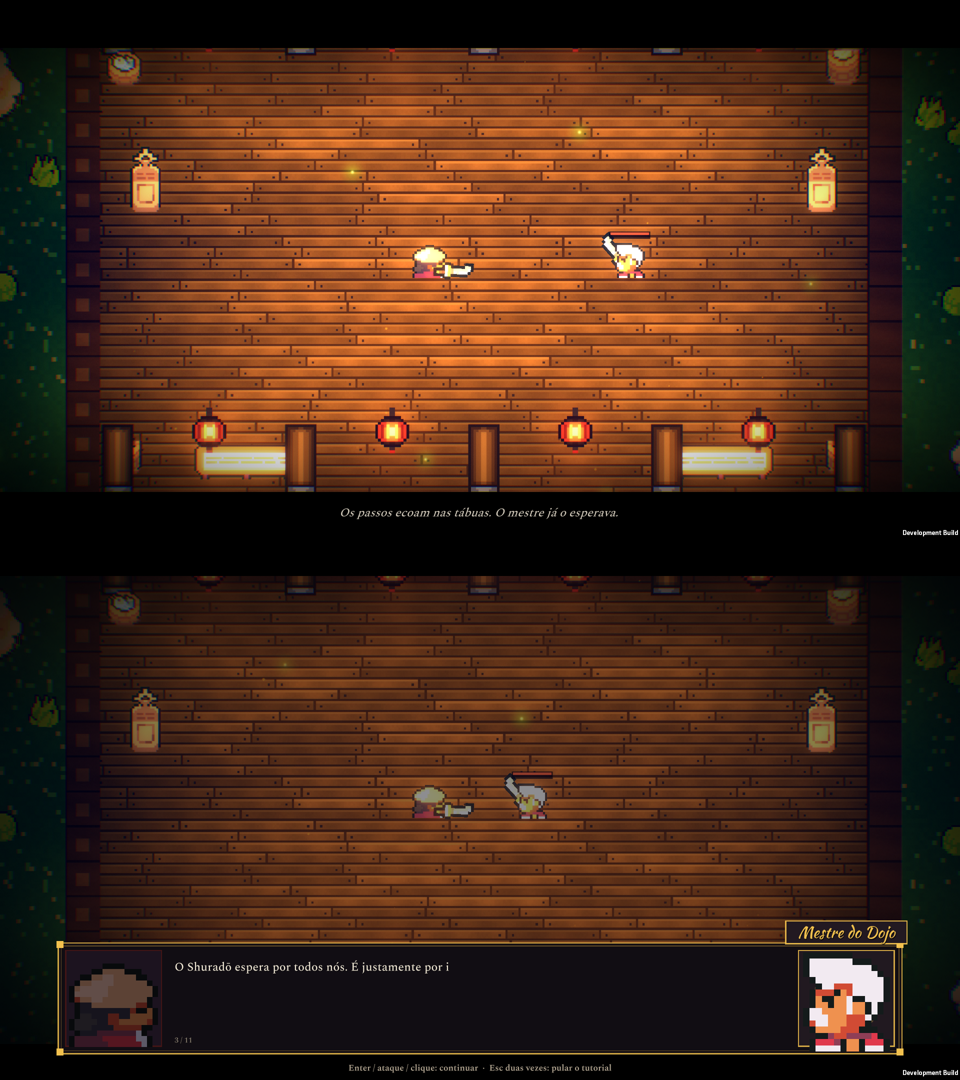 Os passos ecoam nas tábuas. O mestre já o esperava.
Development Build
Mestre do Dojo
O Shuradō espera por todos nós. É justamente por i
3 / 11
Enter / ataque / clique: continuar · Esc duas vezes: pular o tutorial
Development Build